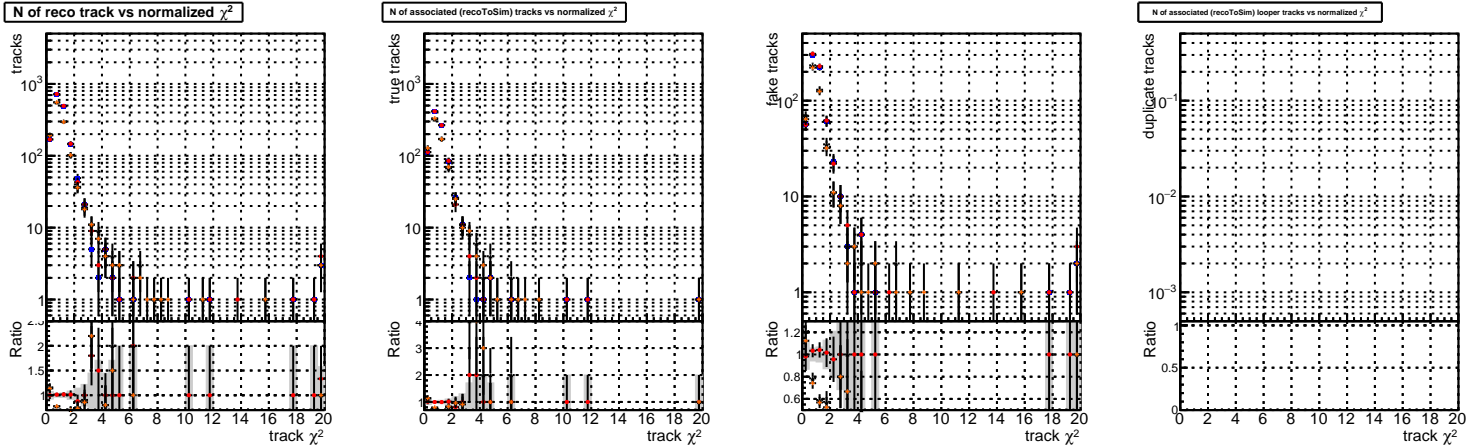 N of reco track vs normalized χ²
tracks
10³
10²
10
1
Ratio
2.5
2
1.5
1
0 2 4 6 8 10 12 14 16 18 20
track χ²
N of associated (recoToSim) tracks vs normalized χ²
true tracks
10³
10²
10
1
Ratio
4
3
2
1
0 2 4 6 8 10 12 14 16 18 20
track χ²
fake tracks
10²
10
1
Ratio
1.2
1
0.8
0.6
0 2 4 6 8 10 12 14 16 18 20
track χ²
N of associated (recoToSim) looper tracks vs normalized χ²
duplicate tracks
10⁻¹
10⁻²
10⁻³
Ratio
1
0.5
0
0 2 4 6 8 10 12 14 16 18 20
track χ²